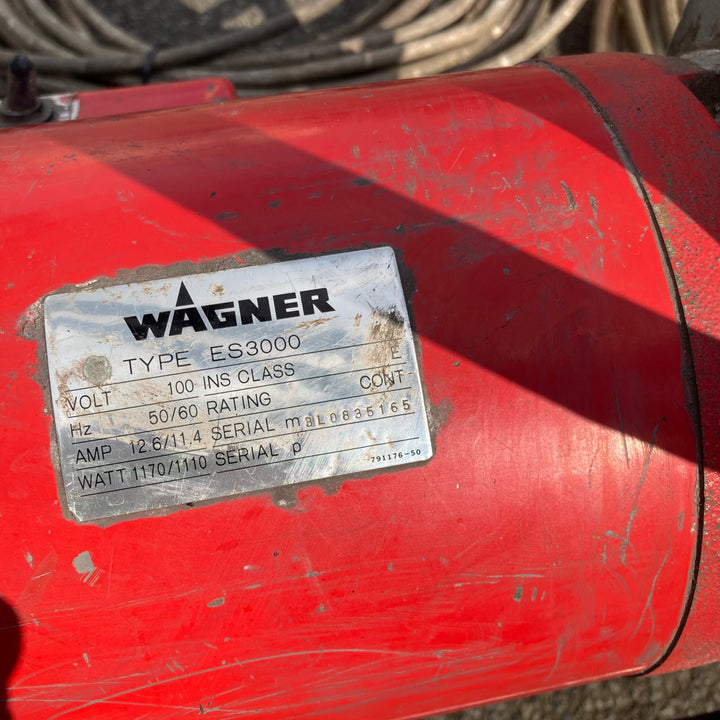 WAGNER
TYPE ES3000
VOLT 100 INS CLASS E
Hz 50/60 RATING CONT
AMP 12.6/11.4 SERIAL m BL0835165
WATT 1170/1110 SERIAL p
791176-50